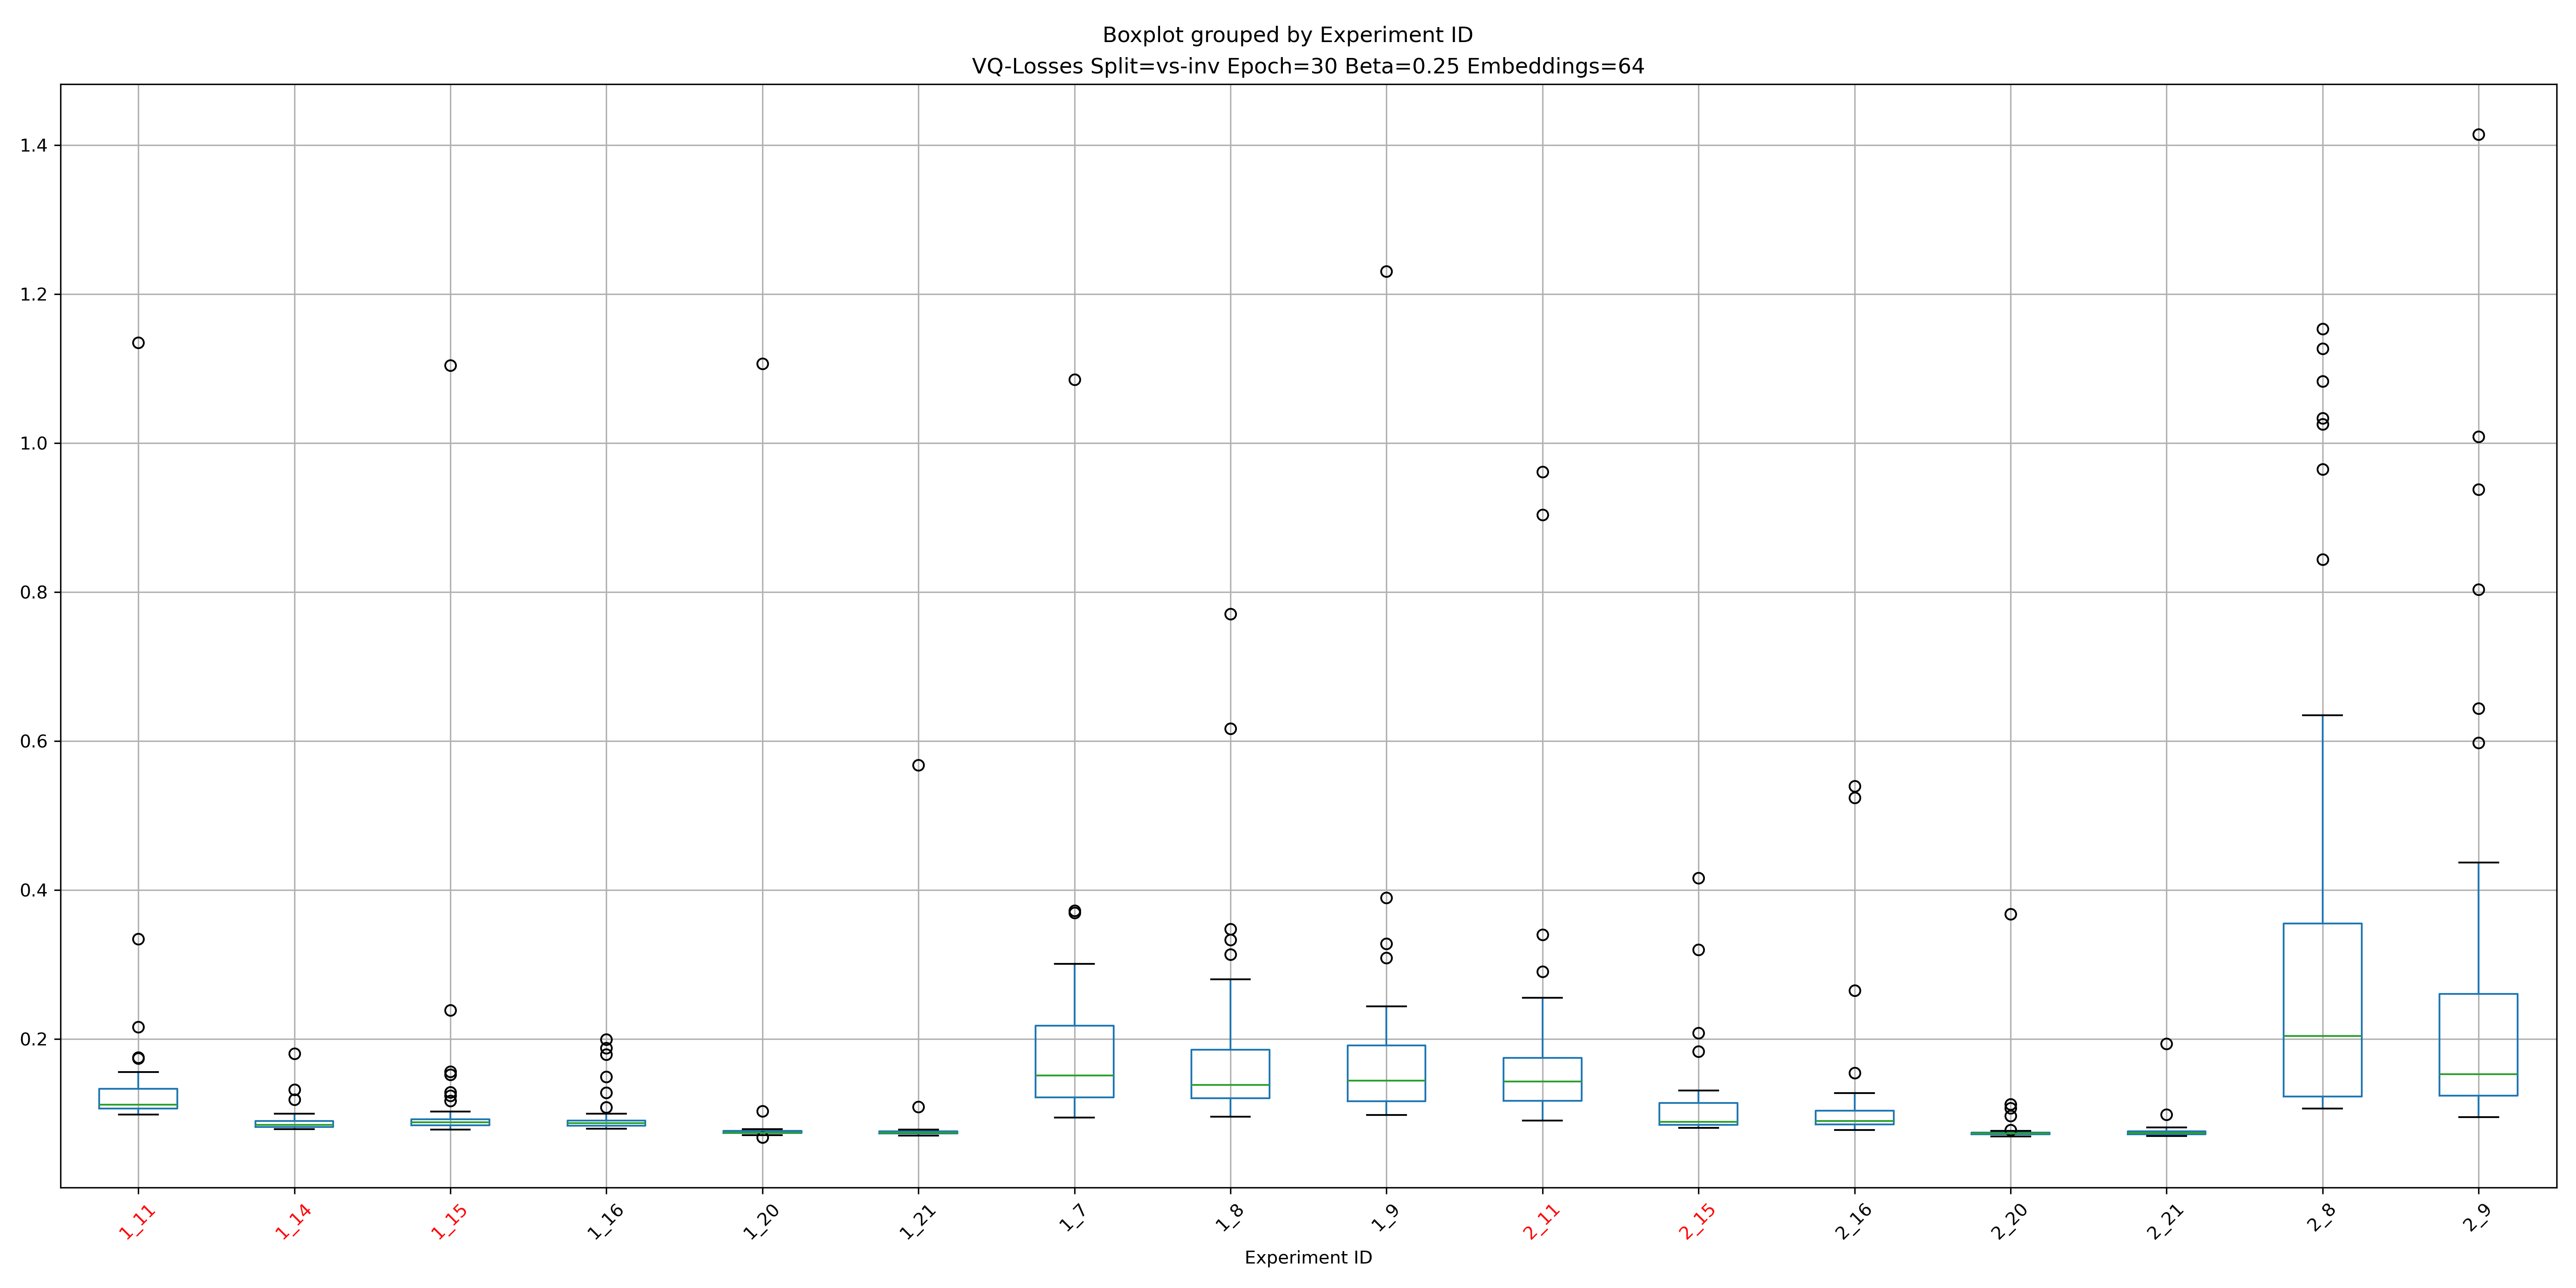 Boxplot grouped by Experiment ID
VQ-Losses Split=vs-inv Epoch=30 Beta=0.25 Embeddings=64
1.4
1.2
1.0
0.8
0.6
0.4
0.2
1_11 1_14 1_15 1_16 1_20 1_21 1_7 1_8 1_9 2_11 2_15 2_16 2_20 2_21 2_8 2_9
Experiment ID